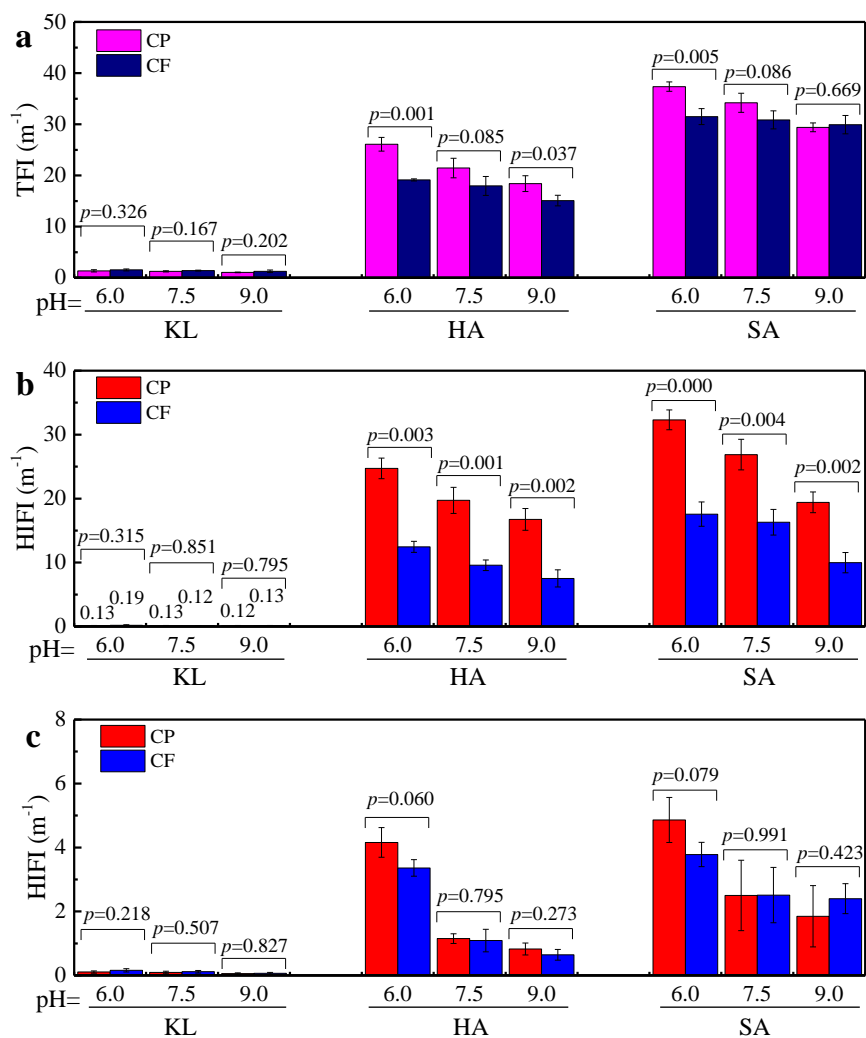 a
50
40
30
20
10
0
TFI (m⁻¹)
CP
CF
p=0.326
p=0.167
p=0.202
p=0.001
p=0.085
p=0.037
p=0.005
p=0.086
p=0.669
pH= 6.0 7.5 9.0 6.0 7.5 9.0 6.0 7.5 9.0
KL HA SA
b
40
30
20
10
0
HIFI (m⁻¹)
CP
CF
p=0.315
p=0.851
p=0.795
0.13 0.19 0.13 0.12 0.12 0.13
p=0.003
p=0.001
p=0.002
p=0.000
p=0.004
p=0.002
pH= 6.0 7.5 9.0 6.0 7.5 9.0 6.0 7.5 9.0
KL HA SA
c
8
6
4
2
0
HIFI (m⁻¹)
CP
CF
p=0.218
p=0.507
p=0.827
p=0.060
p=0.795
p=0.273
p=0.079
p=0.991
p=0.423
pH= 6.0 7.5 9.0 6.0 7.5 9.0 6.0 7.5 9.0
KL HA SA